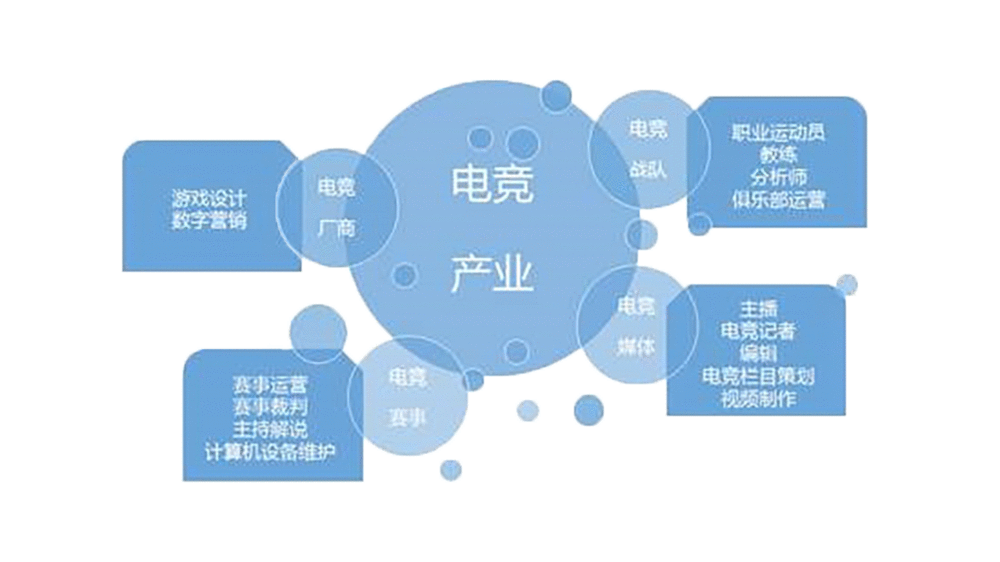 电竞
产业
电竞
厂商
游戏设计
数字营销
电竞
战队
职业运动员
教练
分析师
俱乐部运营
电竞
媒体
主播
电竞记者
编辑
电竞栏目策划
视频制作
电竞
赛事
赛事运营
赛事裁判
主持解说
计算机设备维护